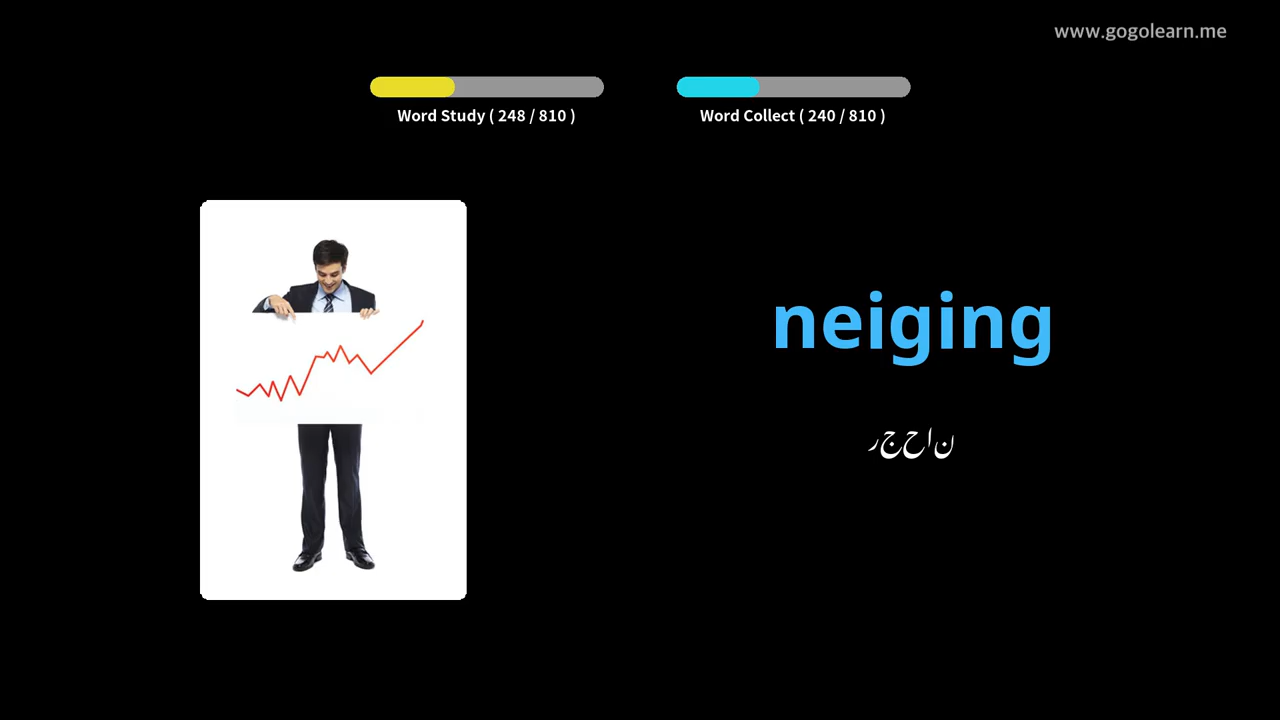 www.gogolearn.me
Word Study ( 248 / 810 )
Word Collect ( 240 / 810 )
neiging
رجحان